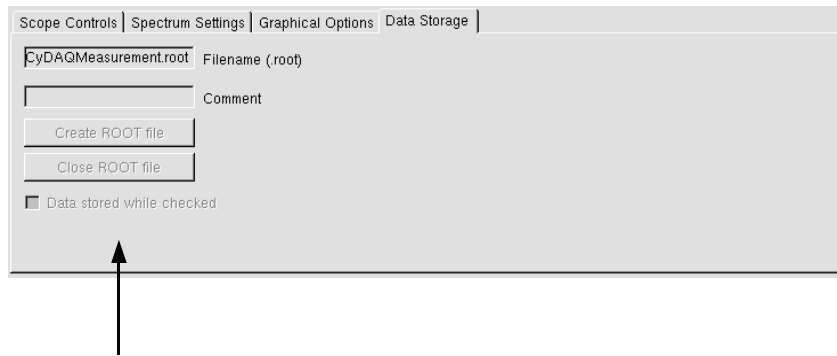 Scope Controls Spectrum Settings Graphical Options Data Storage
CyDAQMeasurement.root Filename (.root)
Comment
Create ROOT file
Close ROOT file
Data stored while checked